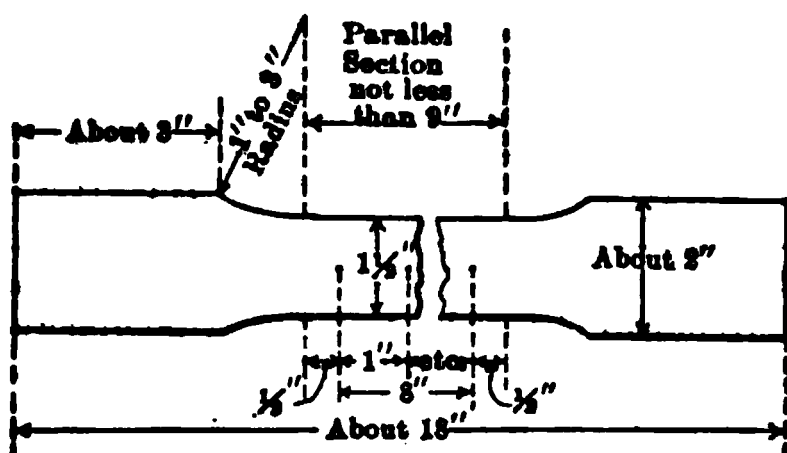 Parallel
Section
not less
than 9"
About 3"
1" to 3"
Radius
1½"
About 2"
1"
etc
½"
8"
½"
About 18"